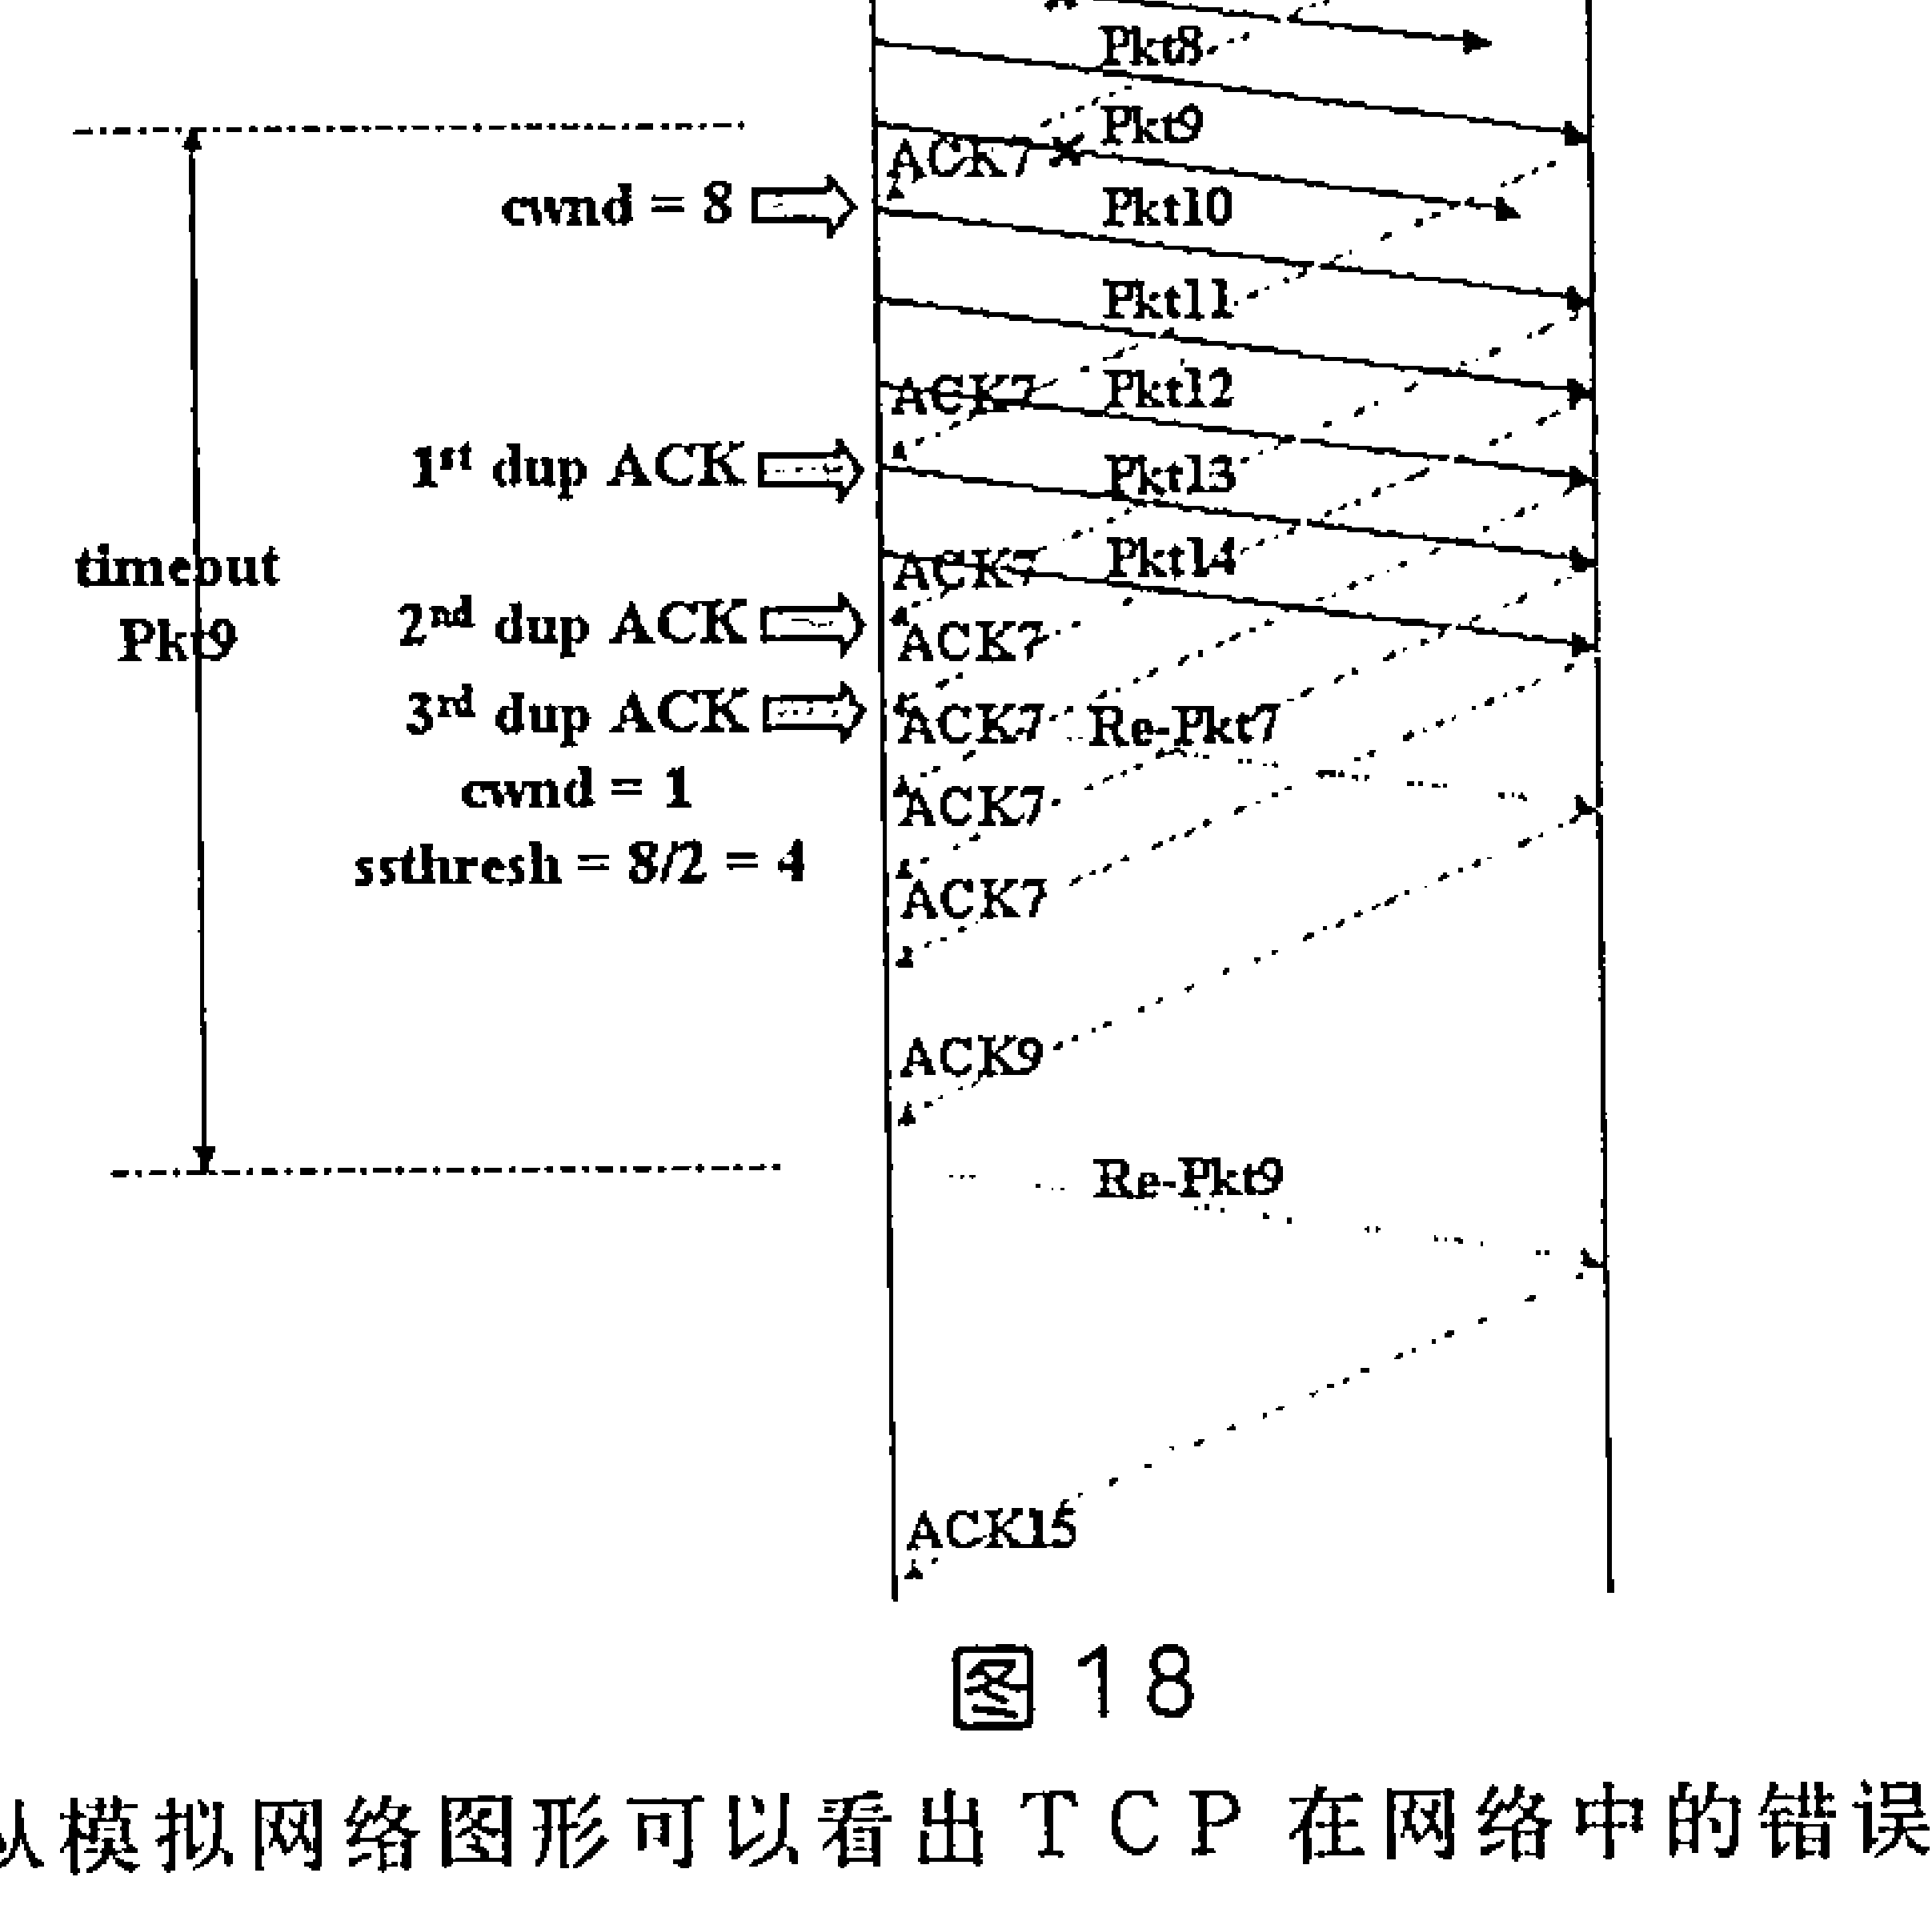 Pkt8
Pkt9
ACK7
cwnd = 8
Pkt10
Pkt11
ACK7
Pkt12
1st dup ACK
Pkt13
timeout
Pkt9
ACK7
Pkt14
2nd dup ACK
ACK7
3rd dup ACK
ACK7
Re-Pkt7
cwnd = 1
ACK7
ssthresh = 8/2 = 4
ACK7
ACK9
Re-Pkt9
ACK15
图 18
从模拟网络图形可以看出 TCP 在网络中的错误